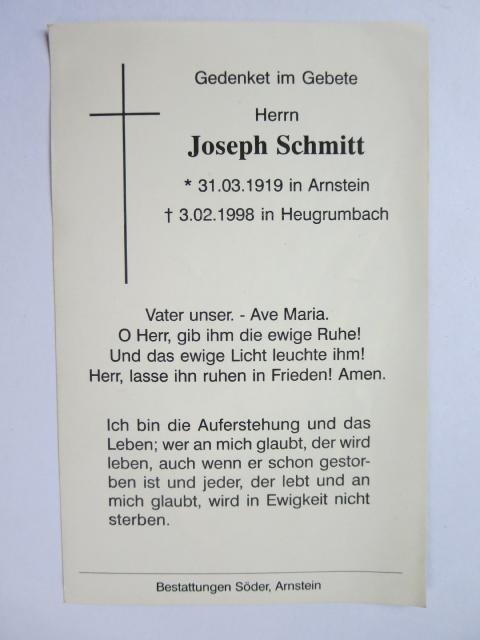 Gedenket im Gebete
Herrn
Joseph Schmitt
* 31.03.1919 in Arnstein
† 3.02.1998 in Heugrumbach
Vater unser. - Ave Maria.
O Herr, gib ihm die ewige Ruhe!
Und das ewige Licht leuchte ihm!
Herr, lasse ihn ruhen in Frieden! Amen.
Ich bin die Auferstehung und das
Leben; wer an mich glaubt, der wird
leben, auch wenn er schon gestor-
ben ist und jeder, der lebt und an
mich glaubt, wird in Ewigkeit nicht
sterben.
Bestattungen Söder, Arnstein